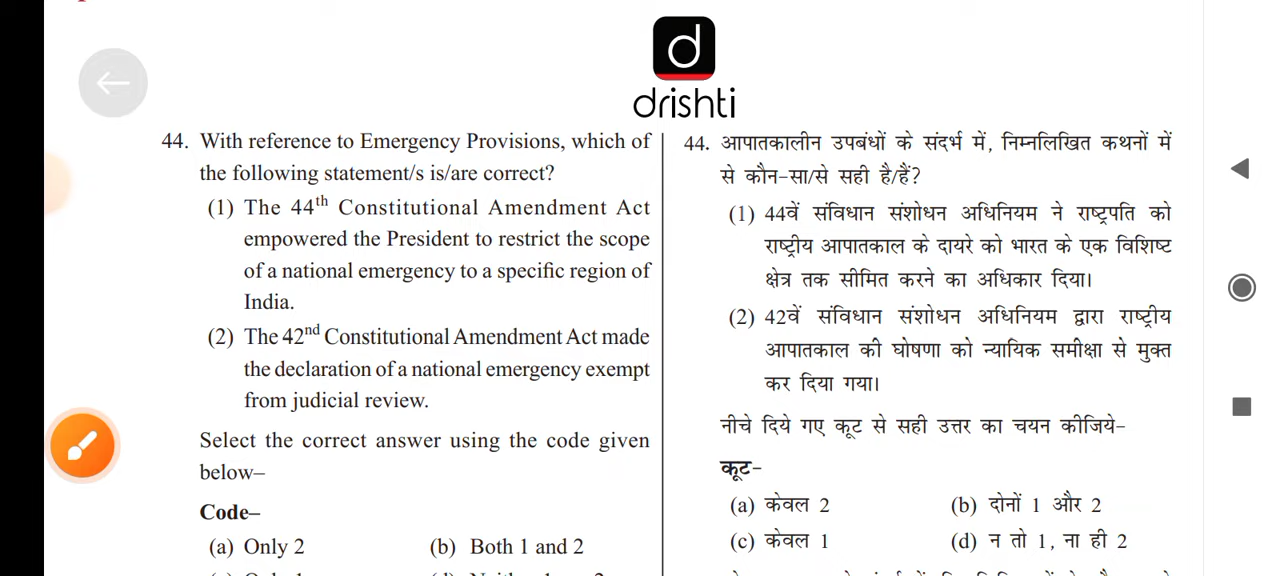 drishti
44. With reference to Emergency Provisions, which of
the following statement/s is/are correct?
(1) The 44th Constitutional Amendment Act
empowered the President to restrict the scope
of a national emergency to a specific region of
India.
(2) The 42nd Constitutional Amendment Act made
the declaration of a national emergency exempt
from judicial review.
Select the correct answer using the code given
below–
Code–
(a) Only 2 (b) Both 1 and 2
44. आपातकालीन उपबंधों के संदर्भ में, निम्नलिखित कथनों में
से कौन-सा/से सही है/हैं?
(1) 44वें संविधान संशोधन अधिनियम ने राष्ट्रपति को
राष्ट्रीय आपातकाल के दायरे को भारत के एक विशिष्ट
क्षेत्र तक सीमित करने का अधिकार दिया।
(2) 42वें संविधान संशोधन अधिनियम द्वारा राष्ट्रीय
आपातकाल की घोषणा को न्यायिक समीक्षा से मुक्त
कर दिया गया।
नीचे दिये गए कूट से सही उत्तर का चयन कीजिये–
कूट–
(a) केवल 2 (b) दोनों 1 और 2
(c) केवल 1 (d) न तो 1, ना ही 2